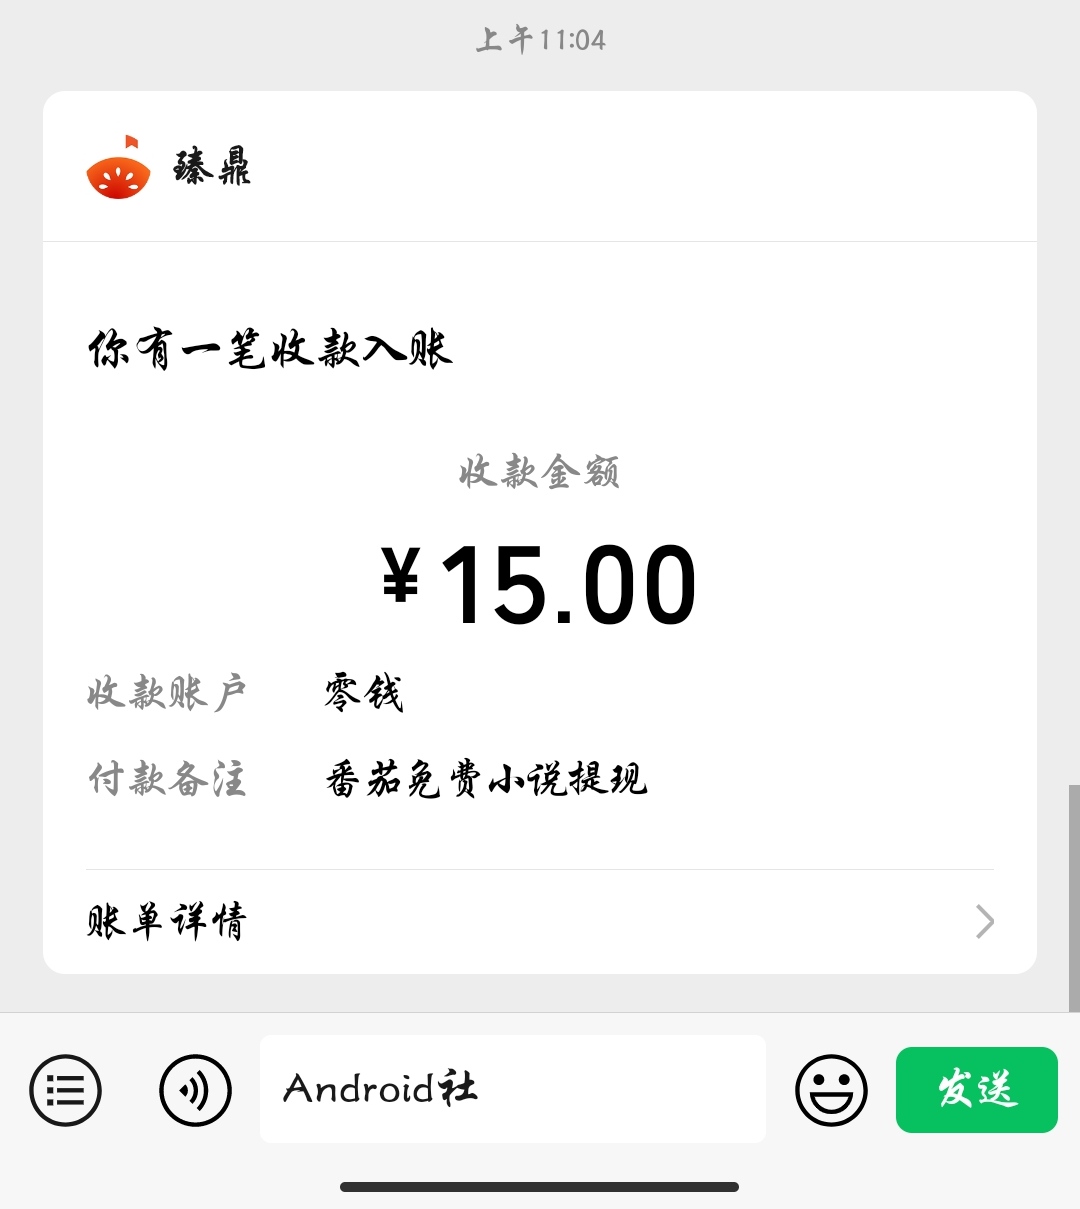 上午11:04
臻鼎
你有一笔收款入账
收款金额
¥15.00
收款账户 零钱
付款备注 番茄免费小说提现
账单详情
Android社
发送